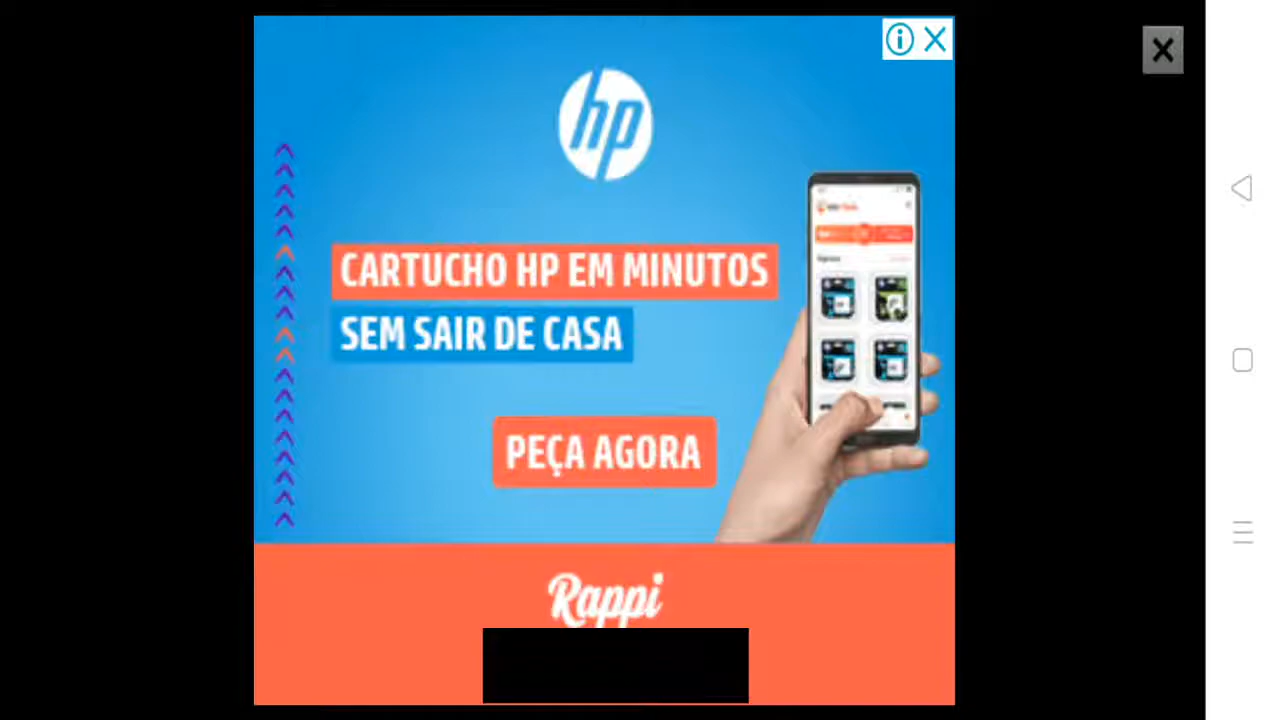 hp
CARTUCHO HP EM MINUTOS
SEM SAIR DE CASA
PEÇA AGORA
Rappi